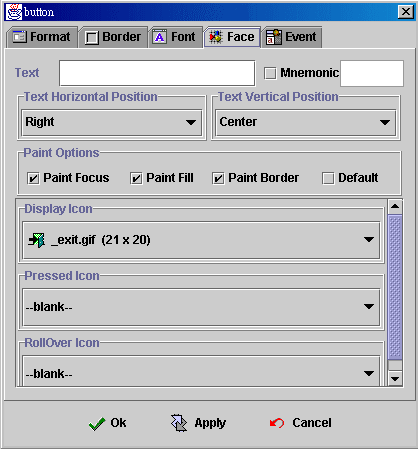 button
Format Border Font Face Event
Text Mnemonic
Text Horizontal Position Text Vertical Position
Right Center
Paint Options
Paint Focus Paint Fill Paint Border Default
Display Icon
_exit.gif (21 x 20)
Pressed Icon
--blank--
RollOver Icon
--blank--
Ok Apply Cancel